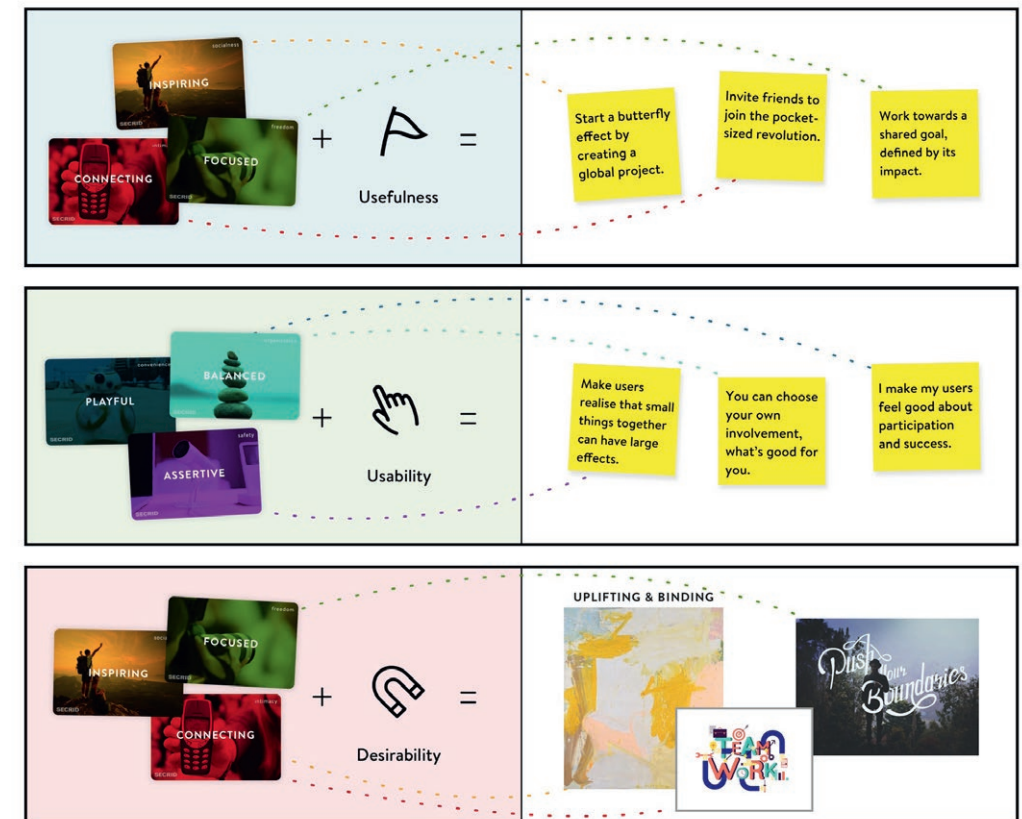 socialness
INSPIRING
freedom
FOCUSED
CONNECTING
SECRID
SECRID
+
=
Usefulness
Start a butterfly
effect by
creating a
global project.
Invite friends to
join the pocket-
sized revolution.
Work towards a
shared goal,
defined by its
impact.
convenience
PLAYFUL
SECRID
BALANCED
SECRID
safety
ASSERTIVE
SECRID
+
=
Usability
Make users
realise that small
things together
can have large
effects.
You can choose
your own
involvement,
what's good for
you.
I make my users
feel good about
participation
and success.
INSPIRING
SECRID
freedom
FOCUSED
SECRID
intimacy
CONNECTING
SECRID
+
=
Desirability
UPLIFTING & BINDING
Push
Your
Boundaries
TEAM
WORK